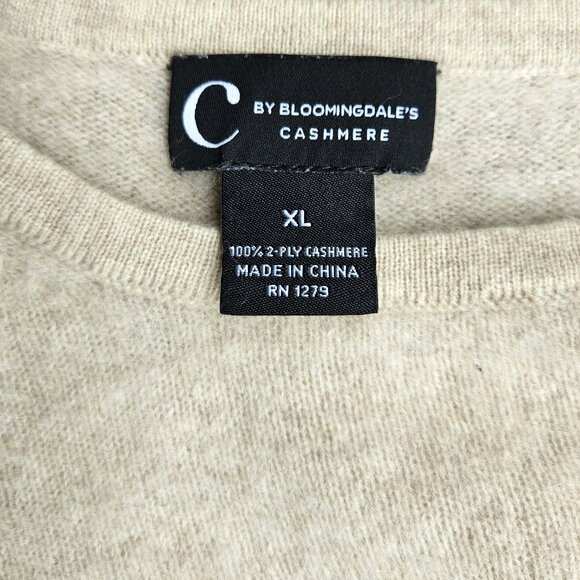 C BY BLOOMINGDALE'S
CASHMERE
XL
100% 2-PLY CASHMERE
MADE IN CHINA
RN 1279